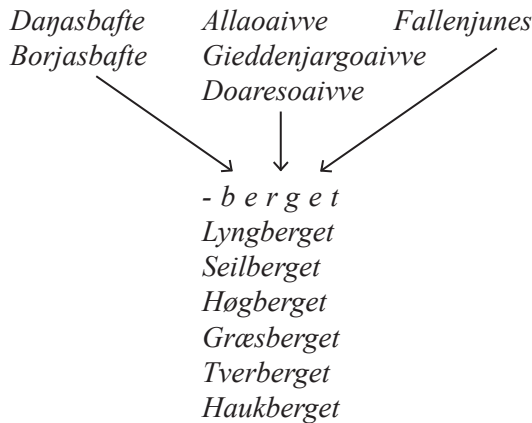 Daŋasbafte Allaoaivve Fallenjunes
Borjasbafte Gieddenjargoaivve
Doaresoaivve
- b e r g e t
Lyngberget
Seilberget
Høgberget
Græsberget
Tverberget
Haukberget